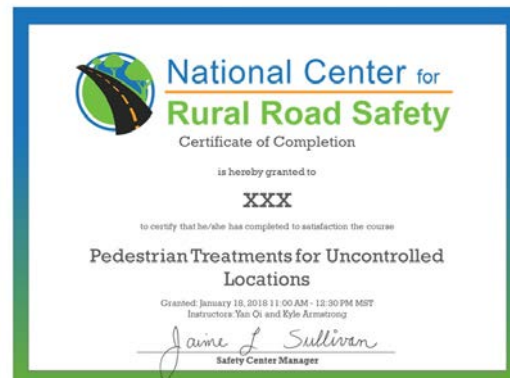 National Center for
Rural Road Safety
Certificate of Completion
is hereby granted to
XXX
to certify that he/she has completed to satisfaction the course
Pedestrian Treatments for Uncontrolled
Locations
Granted: January 18, 2018 11:00 AM - 12:30 PM MST
Instructors: Yan Qi and Kyle Armstrong
Jaime L Sullivan
Safety Center Manager